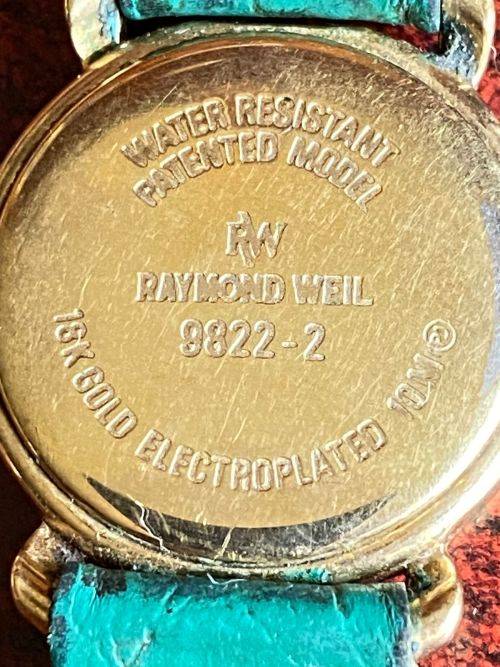 WATER RESISTANT
PATENTED MODEL
RW
RAYMOND WEIL
9822-2
18K GOLD ELECTROPLATED 10M ®